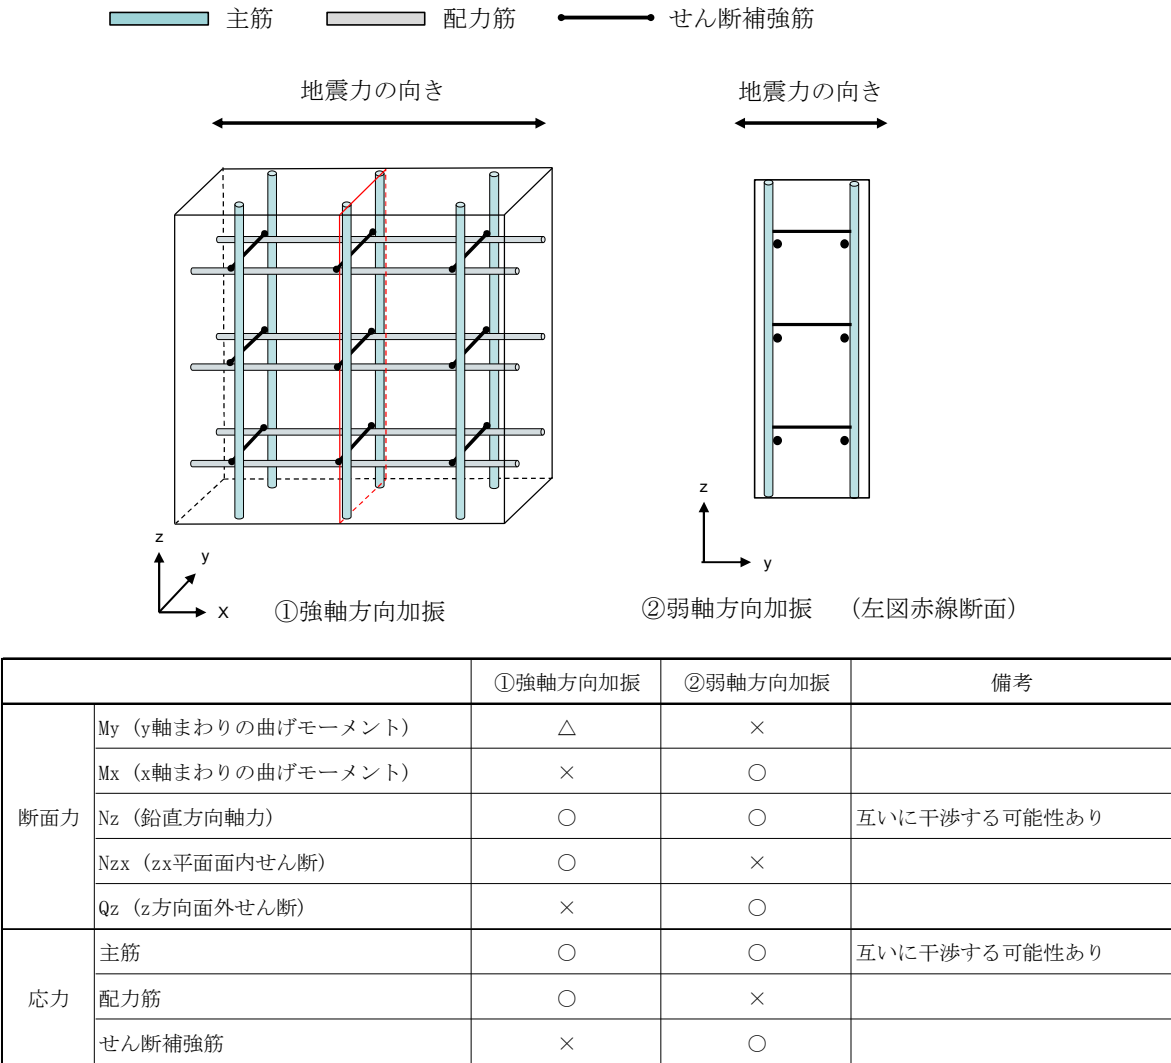 主筋 配力筋 せん断補強筋
地震力の向き 地震力の向き
z
y
x
z
y
①強軸方向加振 ②弱軸方向加振 (左図赤線断面)
①強軸方向加振 ②弱軸方向加振 備考
断面力
My (y軸まわりの曲げモーメント) △ ×
Mx (x軸まわりの曲げモーメント) × ○
Nz (鉛直方向軸力) ○ ○ 互いに干渉する可能性あり
Nzx (zx平面面内せん断) ○ ×
Qz (z方向面外せん断) × ○
応力
主筋 ○ ○ 互いに干渉する可能性あり
配力筋 ○ ×
せん断補強筋 × ○